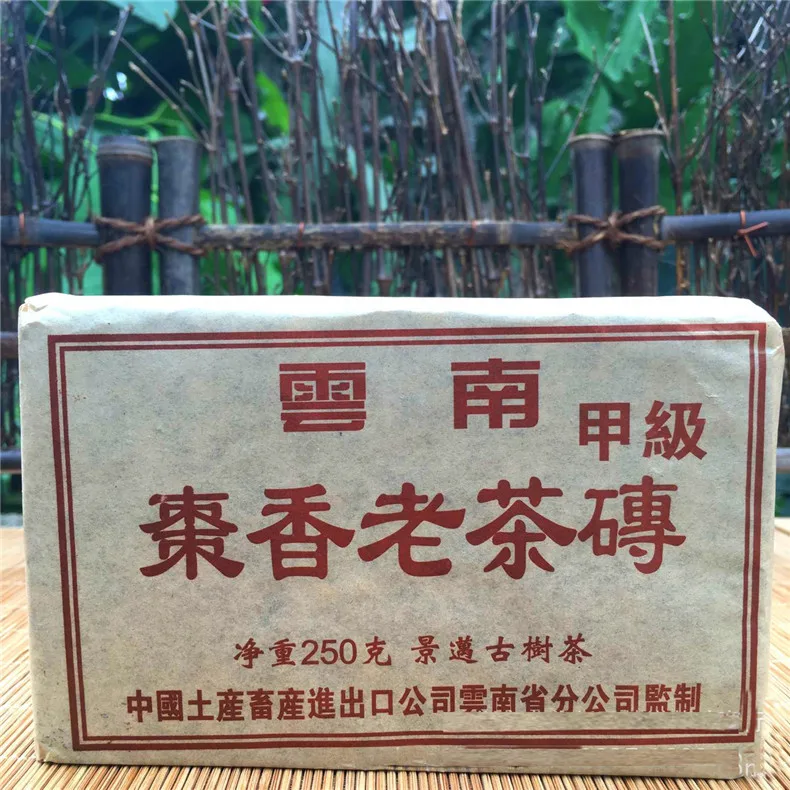 雲南
甲級
棗香老茶磚
净重250克 景邁古樹茶
中國土産畜産進出口公司雲南省分公司監制